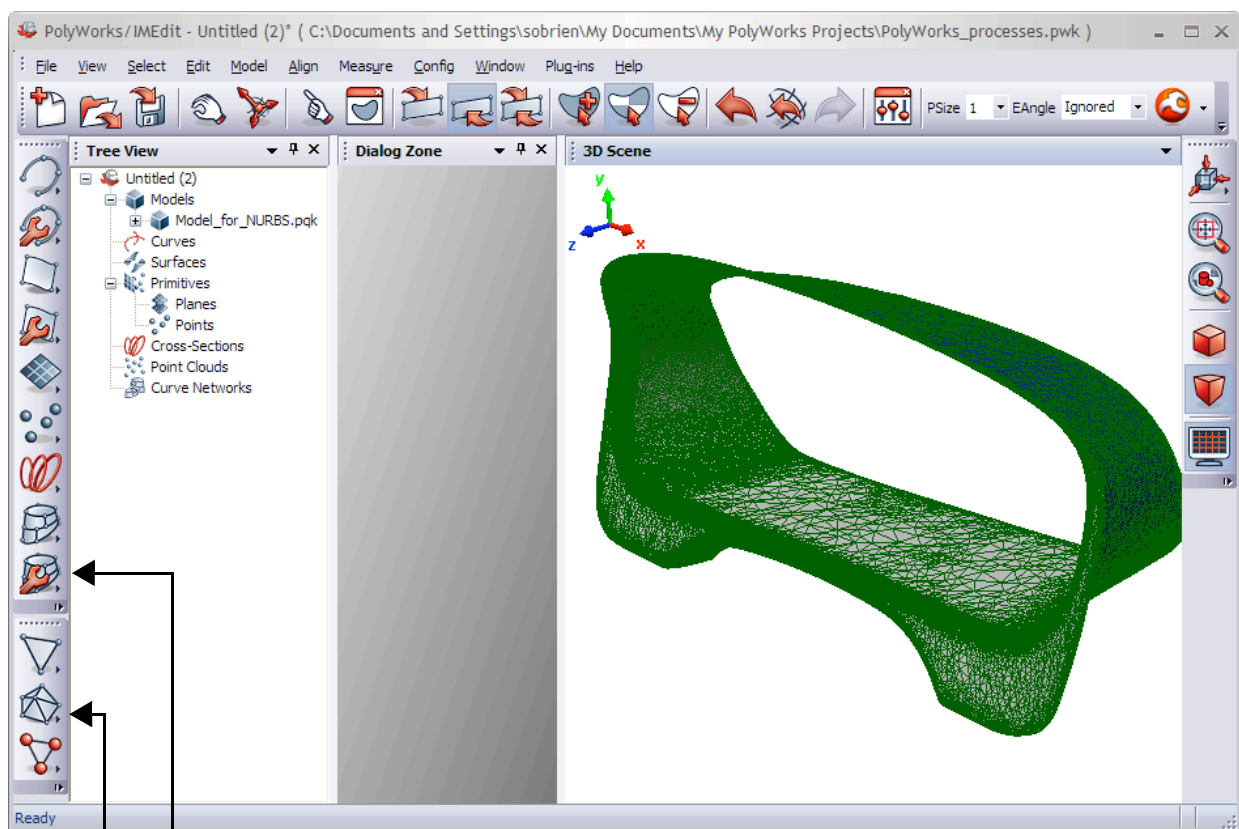 PolyWorks/IMEdit - Untitled (2)* ( C:\Documents and Settings\sobrien\My Documents\My PolyWorks Projects\PolyWorks_processes.pwk )
File View Select Edit Model Align Measure Config Window Plug-ins Help
PSize 1 EAngle Ignored
Tree View
Dialog Zone
3D Scene
Untitled (2)
Models
Model_for_NURBS.pqk
Curves
Surfaces
Primitives
Planes
Points
Cross-Sections
Point Clouds
Curve Networks
y
z x
Ready